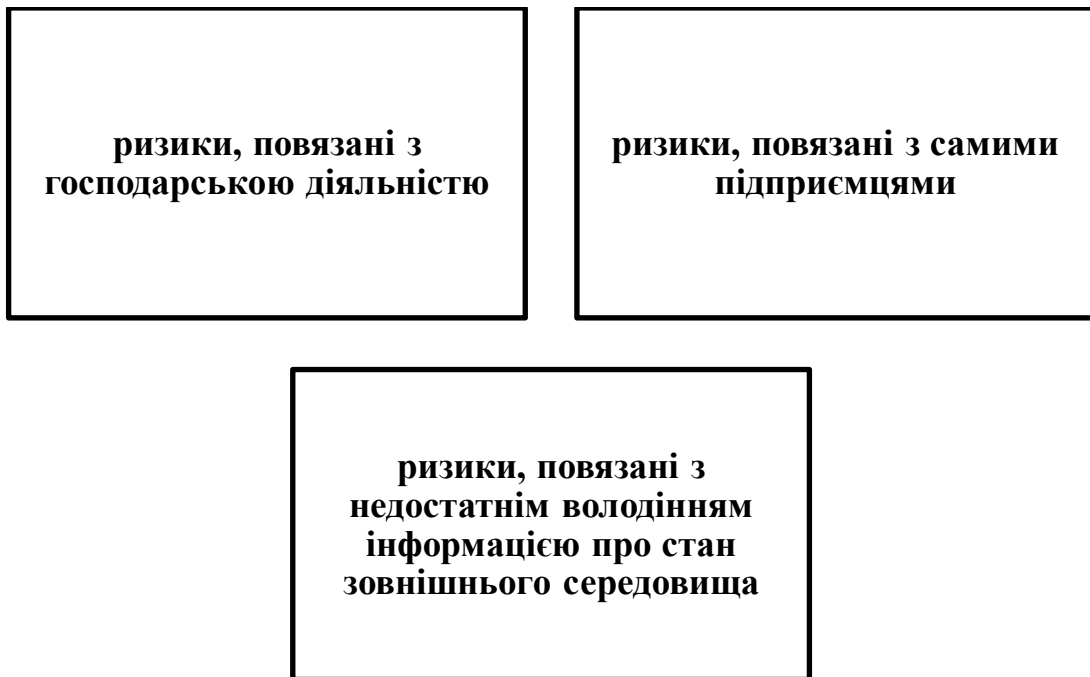 ризики, повязані з
господарською діяльністю
ризики, повязані з самими
підприємцями
ризики, повязані з
недостатнім володінням
інформацією про стан
зовнішнього середовища